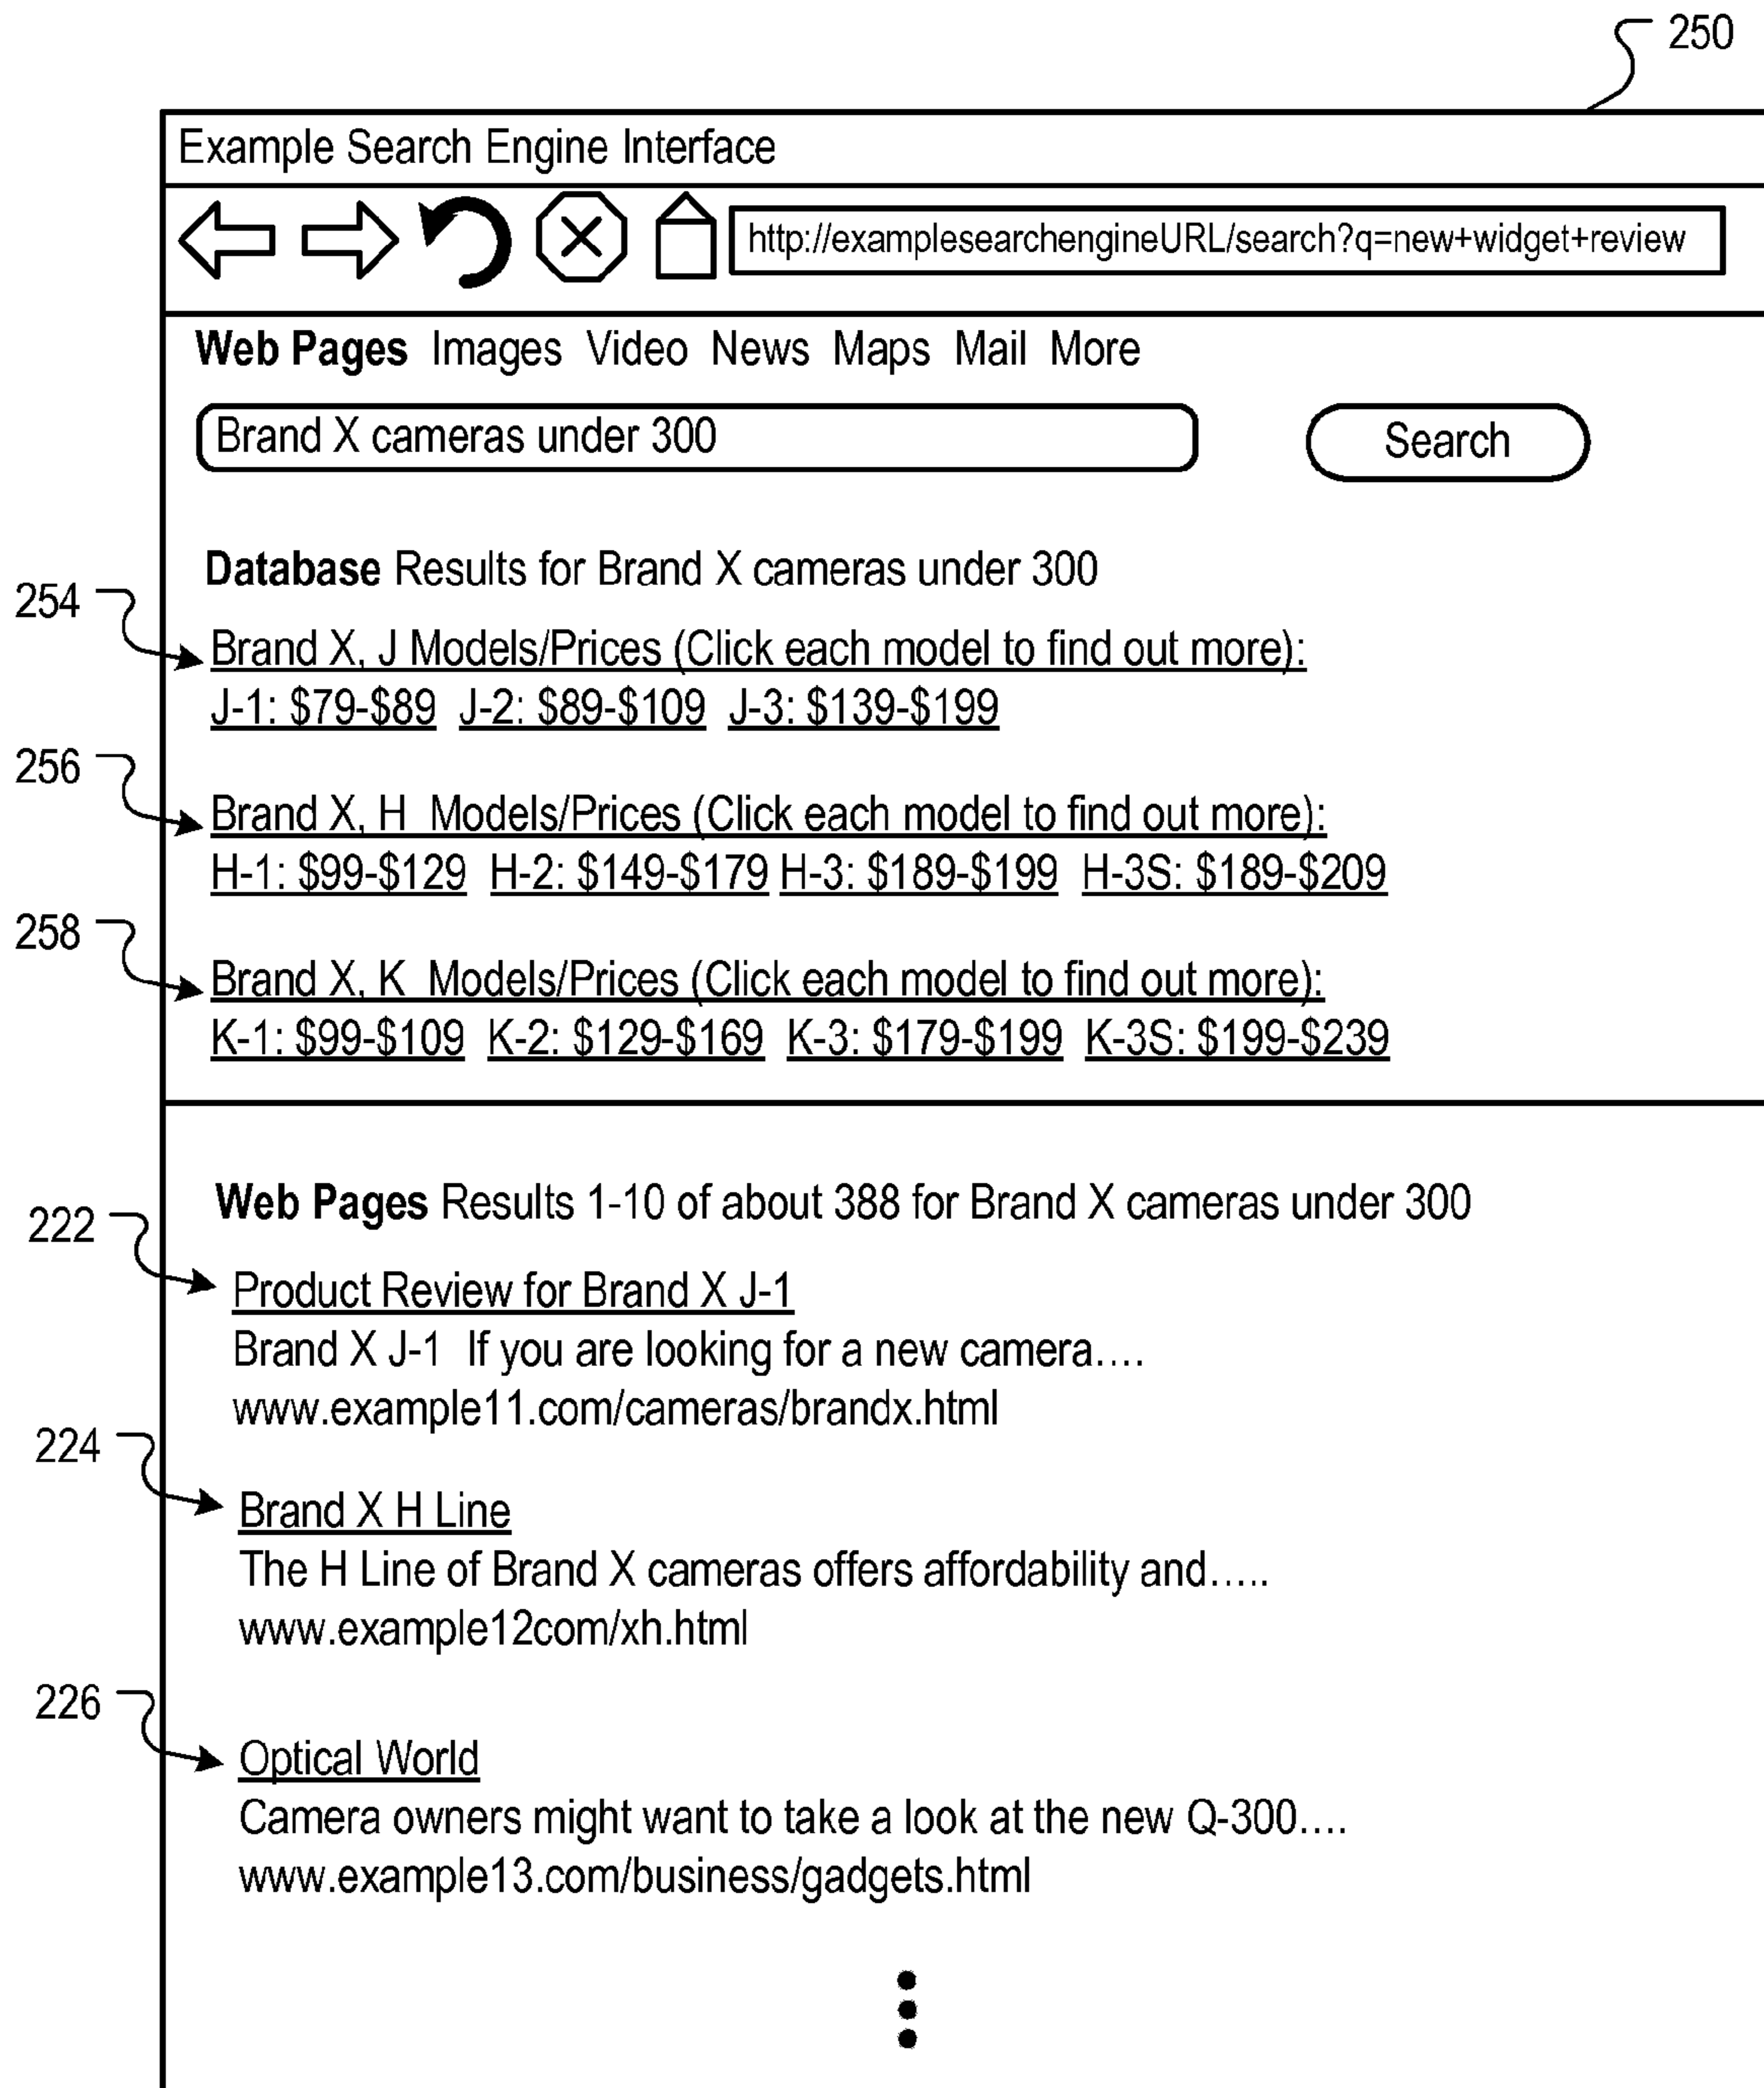 250
Example Search Engine Interface
http://examplesearchengineURL/search?q=new+widget+review
Web Pages Images Video News Maps Mail More
Brand X cameras under 300
Search
Database Results for Brand X cameras under 300
254
Brand X, J Models/Prices (Click each model to find out more):
J-1: $79-$89 J-2: $89-$109 J-3: $139-$199
256
Brand X, H Models/Prices (Click each model to find out more):
H-1: $99-$129 H-2: $149-$179 H-3: $189-$199 H-3S: $189-$209
258
Brand X, K Models/Prices (Click each model to find out more):
K-1: $99-$109 K-2: $129-$169 K-3: $179-$199 K-3S: $199-$239
Web Pages Results 1-10 of about 388 for Brand X cameras under 300
222
Product Review for Brand X J-1
Brand X J-1 If you are looking for a new camera....
www.example11.com/cameras/brandx.html
224
Brand X H Line
The H Line of Brand X cameras offers affordability and.....
www.example12com/xh.html
226
Optical World
Camera owners might want to take a look at the new Q-300....
www.example13.com/business/gadgets.html